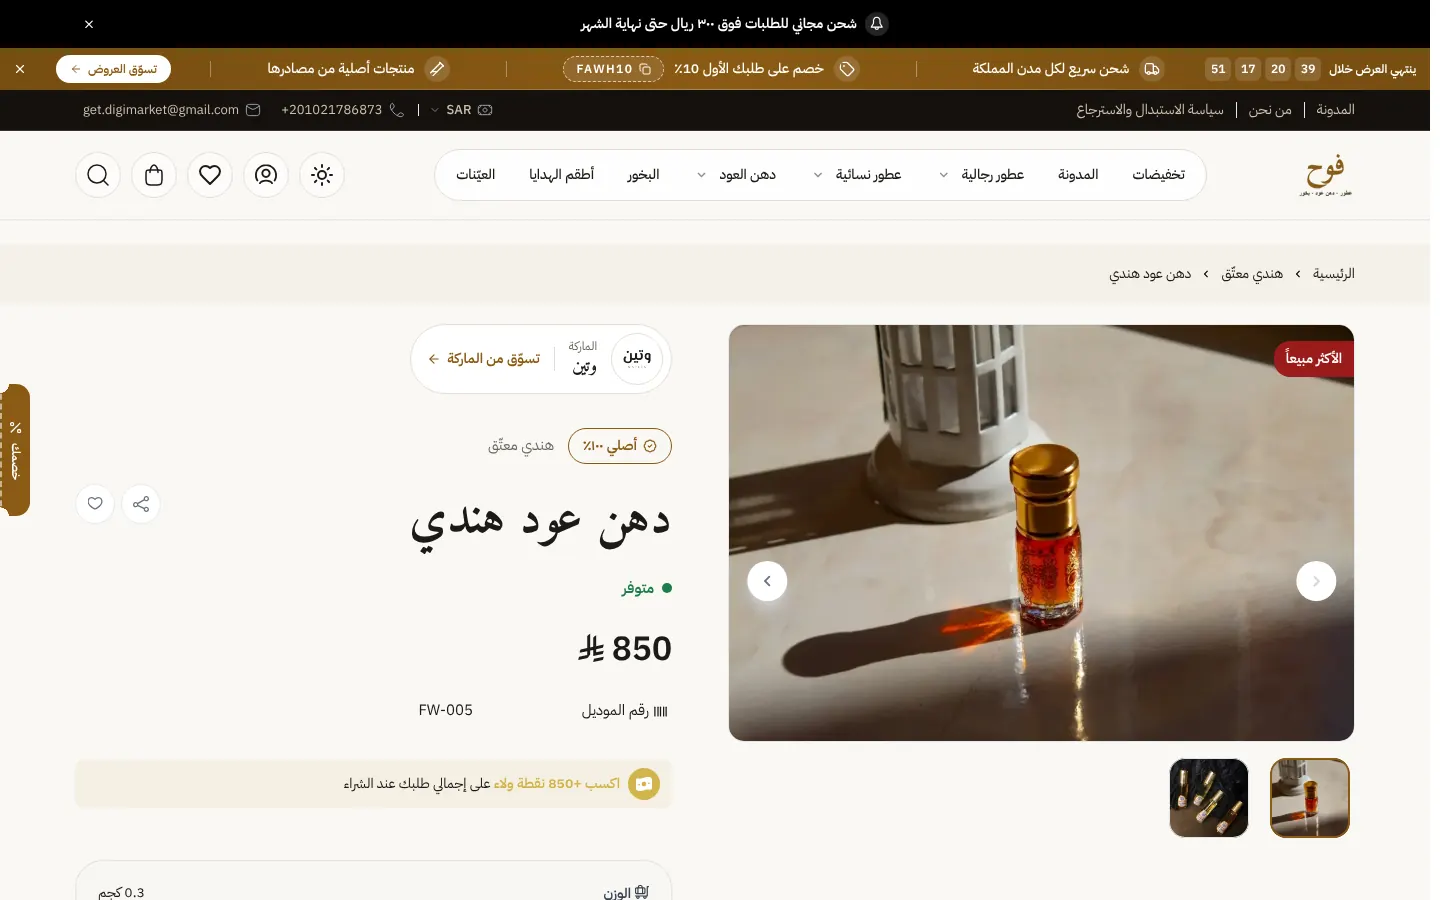 شحن مجاني للطلبات فوق ٣٠٠ ريال حتى نهاية الشهر
ينتهي العرض خلال 39 20 17 51
شحن سريع لكل مدن المملكة
خصم على طلبك الأول 10٪ FAWH10
منتجات أصلية من مصادرها
تسوّق العروض
المدونة
من نحن
سياسة الاستبدال والاسترجاع
SAR
+201021786873
get.digimarket@gmail.com
فوح
عطور - دهن عود - بخور
تخفيضات
المدونة
عطور رجالية
عطور نسائية
دهن العود
البخور
أطقم الهدايا
العيّنات
الرئيسية › هندي معتّق › دهن عود هندي
الأكثر مبيعاً
وتين
الماركة
وتين
تسوّق من الماركة
أصلي ١٠٠٪
هندي معتّق
دهن عود هندي
متوفر
850
رقم الموديل
FW-005
اكسب +850 نقطة ولاء على إجمالي طلبك عند الشراء
الوزن
0.3 كجم
خصمك